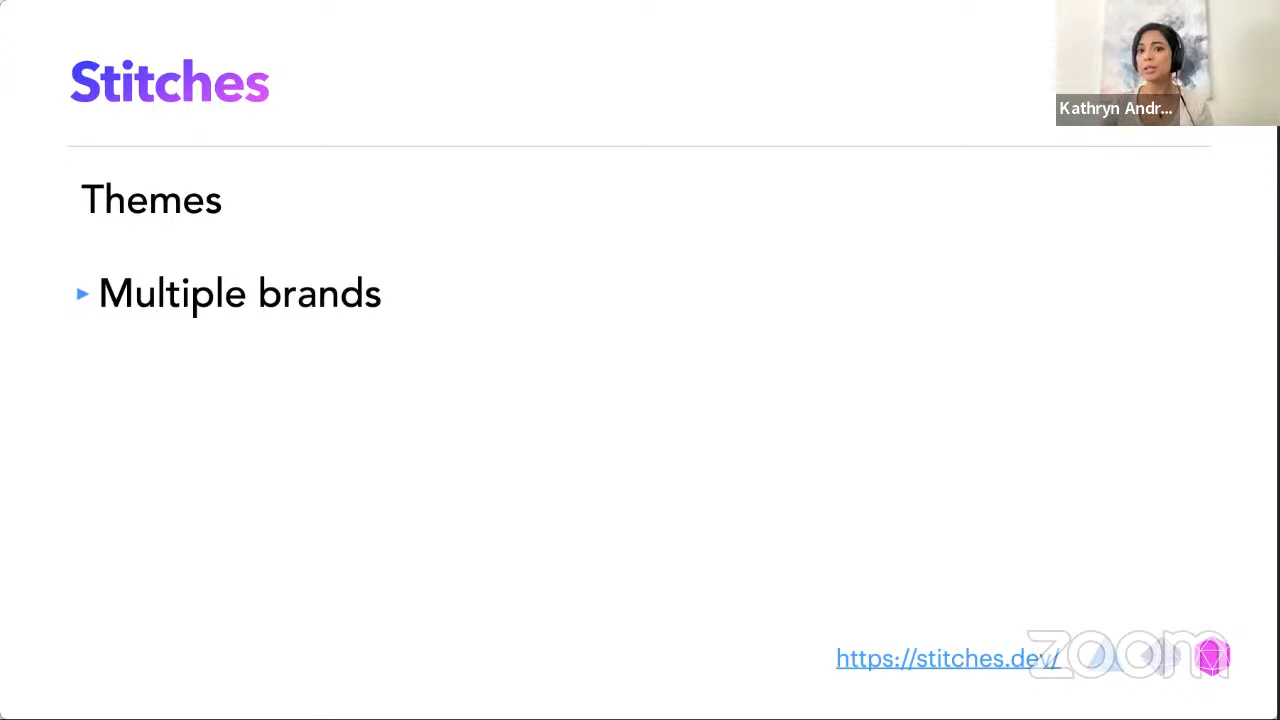 Stitches
Kathryn Andr...
Themes
Multiple brands
https://stitches.dev/
zoom